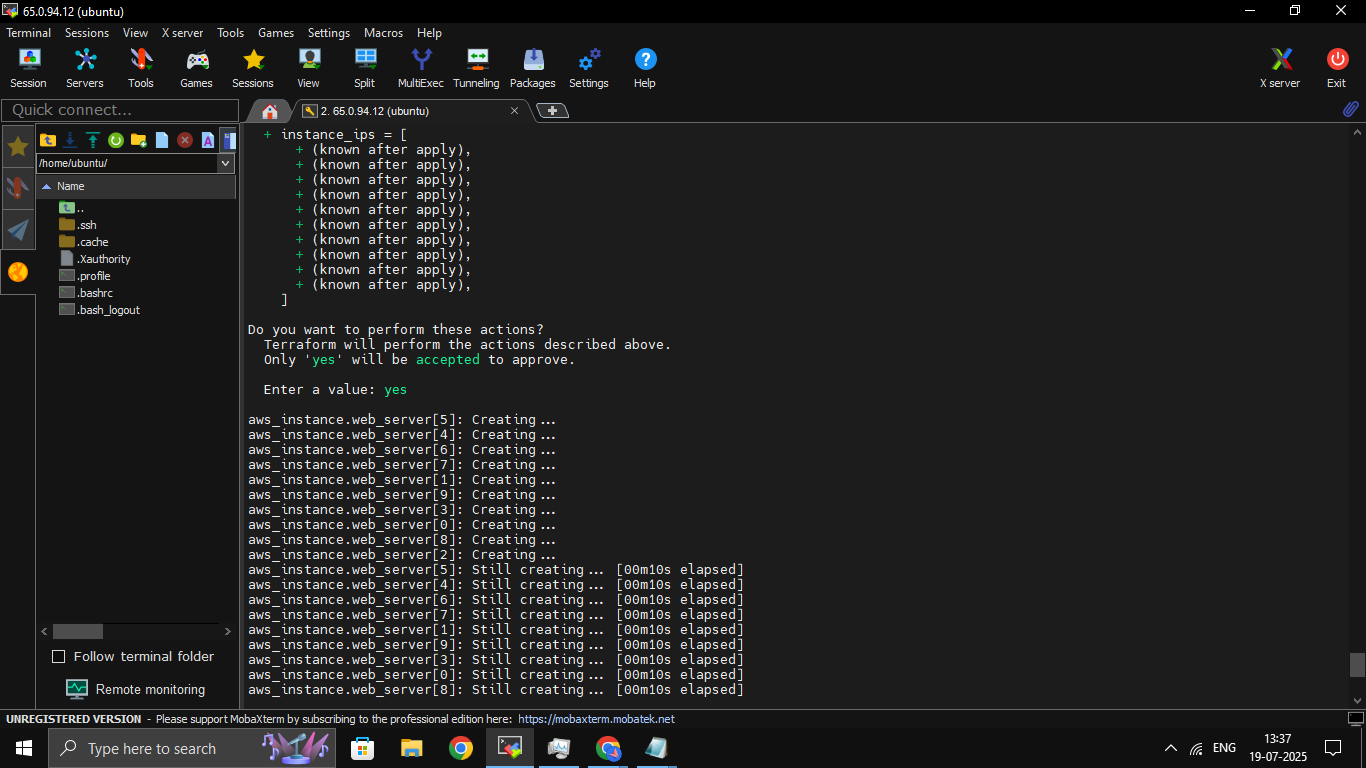 65.0.94.12 (ubuntu)
Terminal Sessions View X server Tools Games Settings Macros Help
Session Servers Tools Games Sessions View Split MultiExec Tunneling Packages Settings Help X server Exit
Quick connect...
2. 65.0.94.12 (ubuntu)
/home/ubuntu/
Name
..
.ssh
.cache
.Xauthority
.profile
.bashrc
.bash_logout
Follow terminal folder
Remote monitoring
+ instance_ips = [
+ (known after apply),
+ (known after apply),
+ (known after apply),
+ (known after apply),
+ (known after apply),
+ (known after apply),
+ (known after apply),
+ (known after apply),
+ (known after apply),
+ (known after apply),
]
Do you want to perform these actions?
Terraform will perform the actions described above.
Only 'yes' will be accepted to approve.
Enter a value: yes
aws_instance.web_server[5]: Creating...
aws_instance.web_server[4]: Creating...
aws_instance.web_server[6]: Creating...
aws_instance.web_server[7]: Creating...
aws_instance.web_server[1]: Creating...
aws_instance.web_server[9]: Creating...
aws_instance.web_server[3]: Creating...
aws_instance.web_server[0]: Creating...
aws_instance.web_server[8]: Creating...
aws_instance.web_server[2]: Creating...
aws_instance.web_server[5]: Still creating... [00m10s elapsed]
aws_instance.web_server[4]: Still creating... [00m10s elapsed]
aws_instance.web_server[6]: Still creating... [00m10s elapsed]
aws_instance.web_server[7]: Still creating... [00m10s elapsed]
aws_instance.web_server[1]: Still creating... [00m10s elapsed]
aws_instance.web_server[9]: Still creating... [00m10s elapsed]
aws_instance.web_server[3]: Still creating... [00m10s elapsed]
aws_instance.web_server[0]: Still creating... [00m10s elapsed]
aws_instance.web_server[8]: Still creating... [00m10s elapsed]
UNREGISTERED VERSION - Please support MobaXterm by subscribing to the professional edition here: https://mobaxterm.mobatek.net
Type here to search
ENG
13:37
19-07-2025